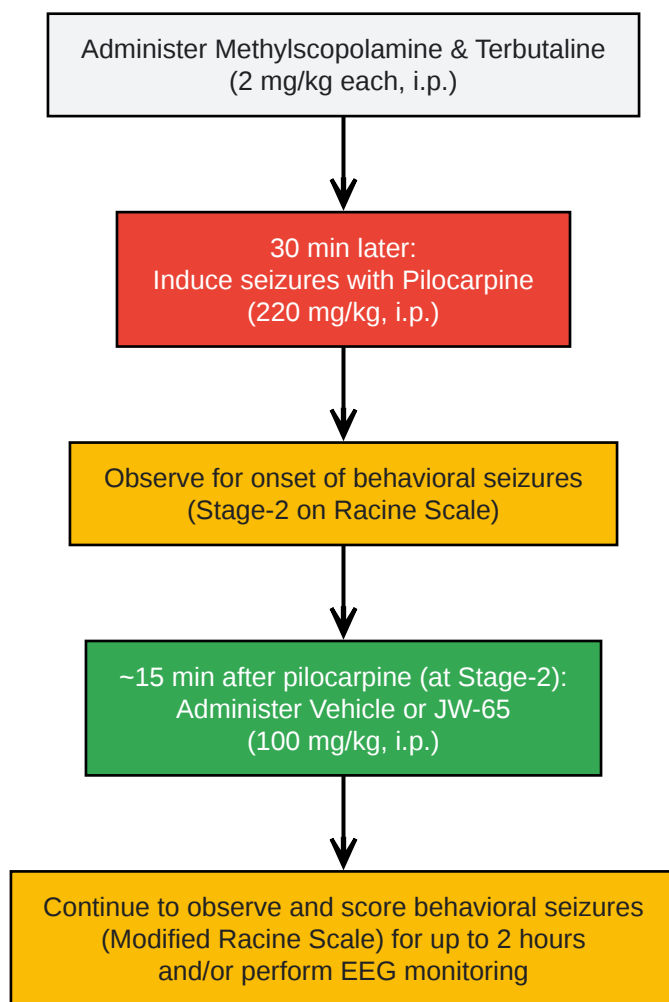 Administer Methylscopolamine & Terbutaline
(2 mg/kg each, i.p.)
30 min later:
Induce seizures with Pilocarpine
(220 mg/kg, i.p.)
Observe for onset of behavioral seizures
(Stage-2 on Racine Scale)
~15 min after pilocarpine (at Stage-2):
Administer Vehicle or JW-65
(100 mg/kg, i.p.)
Continue to observe and score behavioral seizures
(Modified Racine Scale) for up to 2 hours
and/or perform EEG monitoring